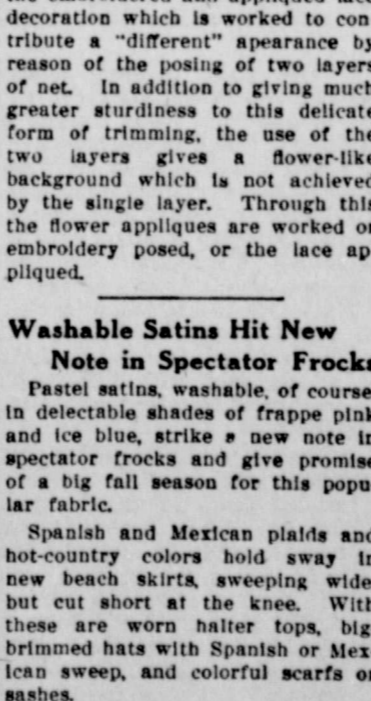 decoration which is worked to con
tribute a "different" apearance by
reason of the posing of two layers
of net. In addition to giving much
greater sturdiness to this delicate
form of trimming, the use of the
two layers gives a flower-like
background which is not achieved
by the single layer. Through this
the flower appliques are worked or
embroidery posed, or the lace ap
pliqued.
Washable Satins Hit New
Note in Spectator Frocks
Pastel satins, washable, of course,
in delectable shades of frappe pink
and ice blue, strike a new note in
spectator frocks and give promise
of a big fall season for this popu
lar fabric.
Spanish and Mexican plaids and
hot-country colors hold sway in
new beach skirts, sweeping wide,
but cut short at the knee. With
these are worn halter tops, big
brimmed hats with Spanish or Mex
ican sweep, and colorful scarfs or
sashes.